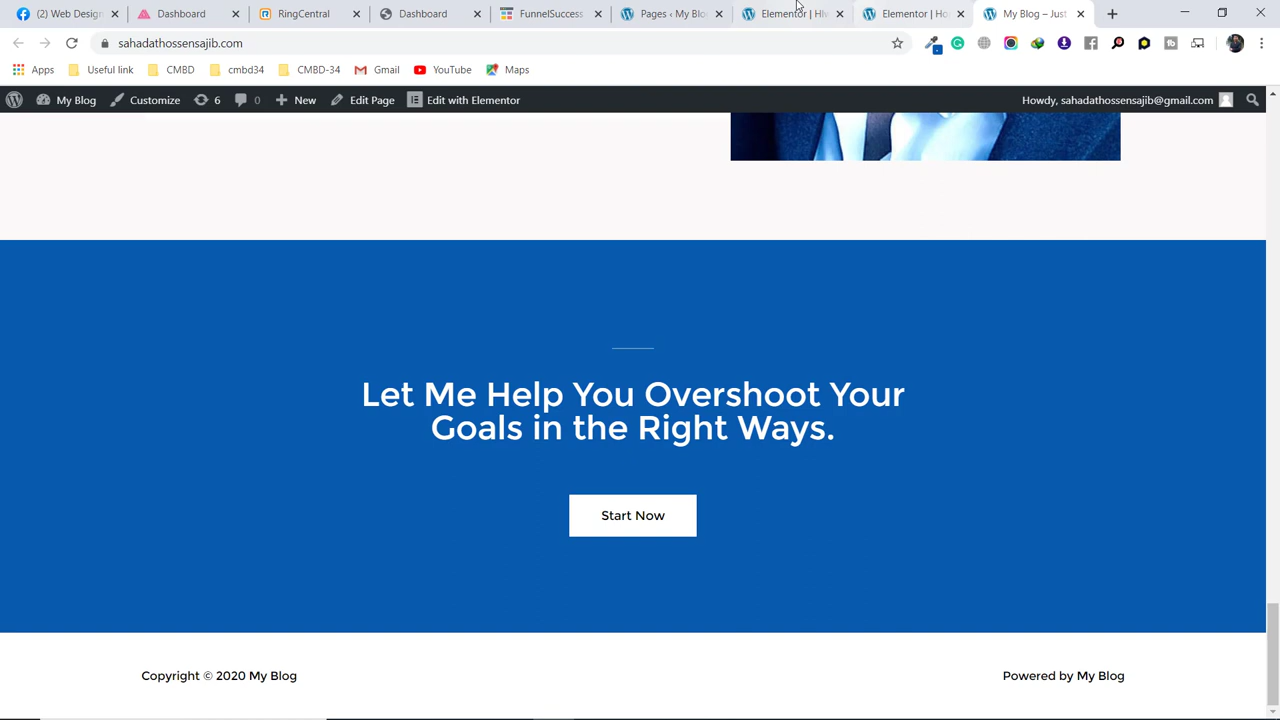 (2) Web Design
Dashboard
RingCentral
Dashboard
FunnelSuccess
Pages ‹ My Blo
Elementor | Hiv
Elementor | Ho
My Blog – Just
sahadathossensajib.com
Apps
Useful link
CMBD
cmbd34
CMBD-34
Gmail
YouTube
Maps
My Blog
Customize
6
0
New
Edit Page
Edit with Elementor
Howdy, sahadathossensajib@gmail.com
Let Me Help You Overshoot Your
Goals in the Right Ways.
Start Now
Copyright © 2020 My Blog
Powered by My Blog